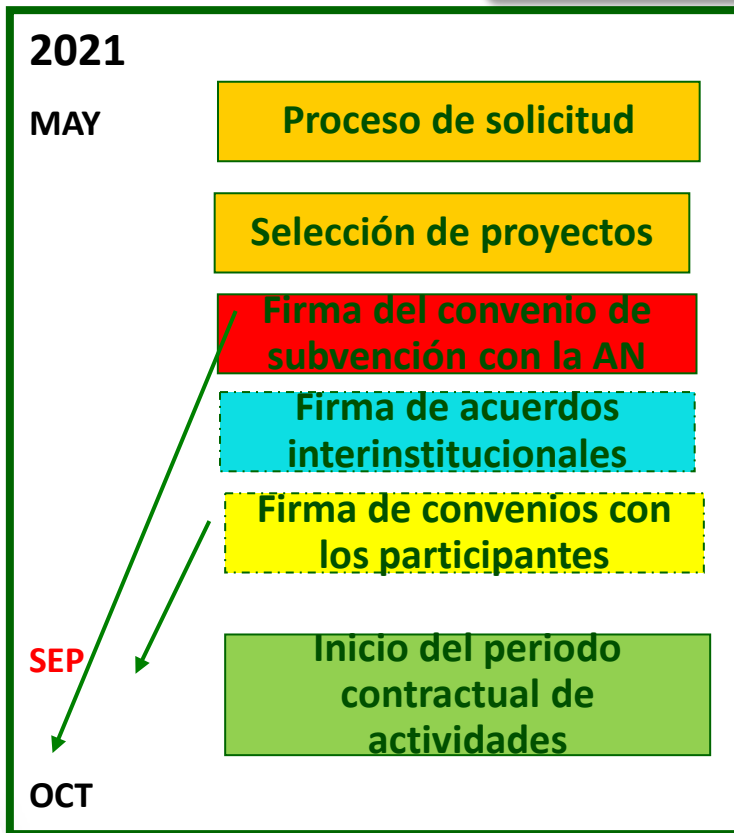 2021
MAY
Proceso de solicitud
Selección de proyectos
Firma del convenio de
subvención con la AN
Firma de acuerdos
interinstitucionales
Firma de convenios con
los participantes
SEP
Inicio del periodo
contractual de
actividades
OCT